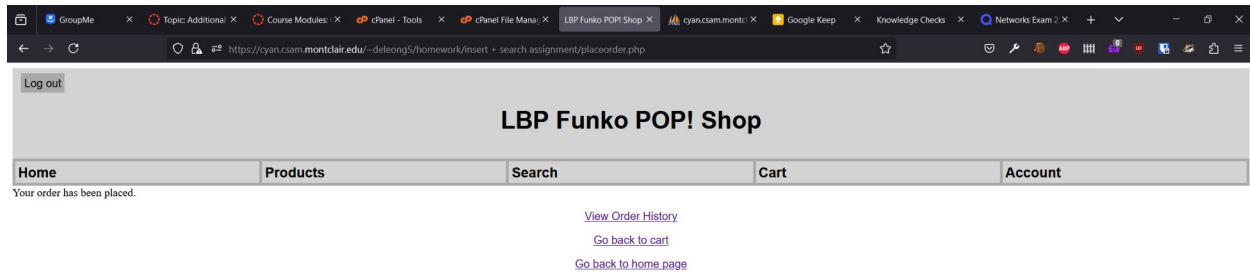 GroupMe
Topic: Additional
Course Modules:
cPanel - Tools
cPanel File Manag
LBP Funko POP! Shop
cyan.csam.montcl
Google Keep
Knowledge Checks
Networks Exam 2
https://cyan.csam.montclair.edu/~deleong5/homework/insert + search assignment/placeorder.php
ABP
0
Log out
LBP Funko POP! Shop
Home Products Search Cart Account
Your order has been placed.
View Order History
Go back to cart
Go back to home page